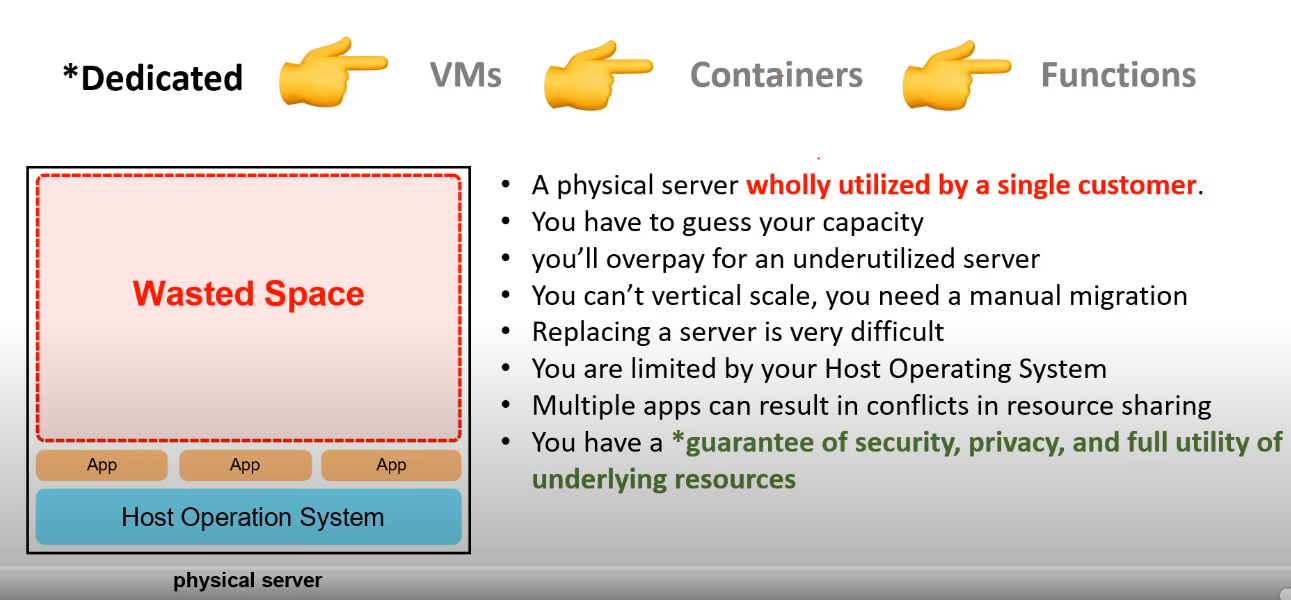 *Dedicated VMs Containers Functions
Wasted Space
App App App
Host Operation System
physical server
• A physical server wholly utilized by a single customer.
• You have to guess your capacity
• you’ll overpay for an underutilized server
• You can’t vertical scale, you need a manual migration
• Replacing a server is very difficult
• You are limited by your Host Operating System
• Multiple apps can result in conflicts in resource sharing
• You have a *guarantee of security, privacy, and full utility of
underlying resources